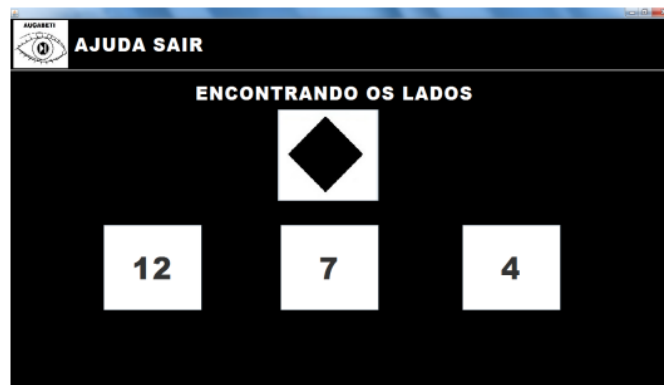 AUGABETI
AJUDA SAIR
ENCONTRANDO OS LADOS
12 7 4